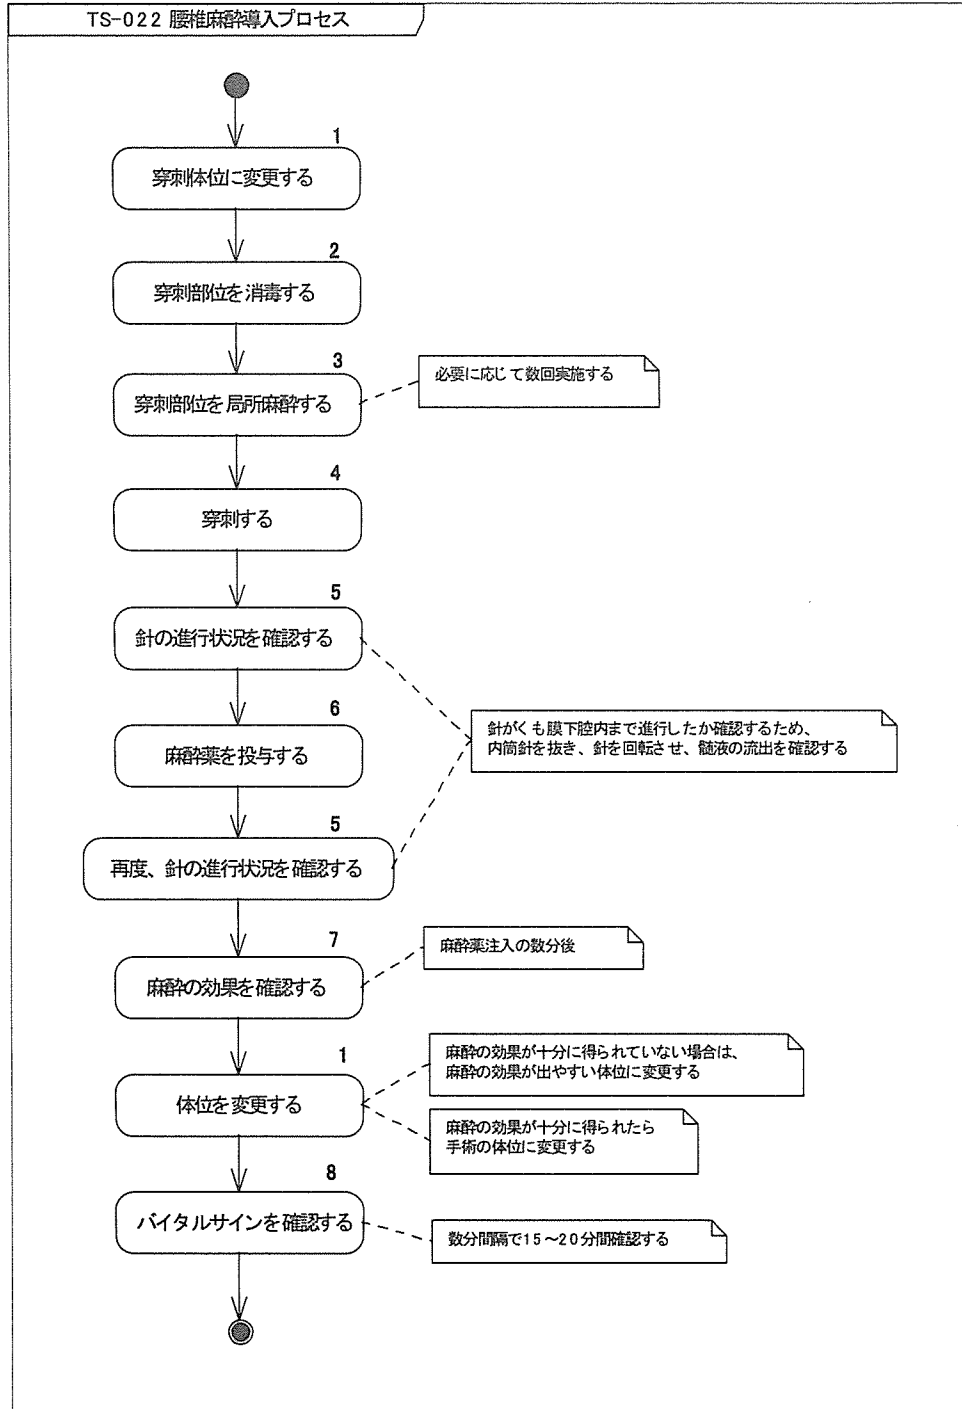 TS-022 腰椎麻酔導入プロセス
1
穿刺体位に変更する
2
穿刺部位を消毒する
3
穿刺部位を局所麻酔する
必要に応じて数回実施する
4
穿刺する
5
針の進行状況を確認する
6
麻酔薬を投与する
針がくも膜下腔内まで進行したか確認するため、
内筒針を抜き、針を回転させ、髄液の流出を確認する
5
再度、針の進行状況を確認する
7
麻酔の効果を確認する
麻酔薬注入の数分後
1
体位を変更する
麻酔の効果が十分に得られていない場合は、
麻酔の効果が出やすい体位に変更する
麻酔の効果が十分に得られたら
手術の体位に変更する
8
バイタルサインを確認する
数分間隔で15～20分間確認する